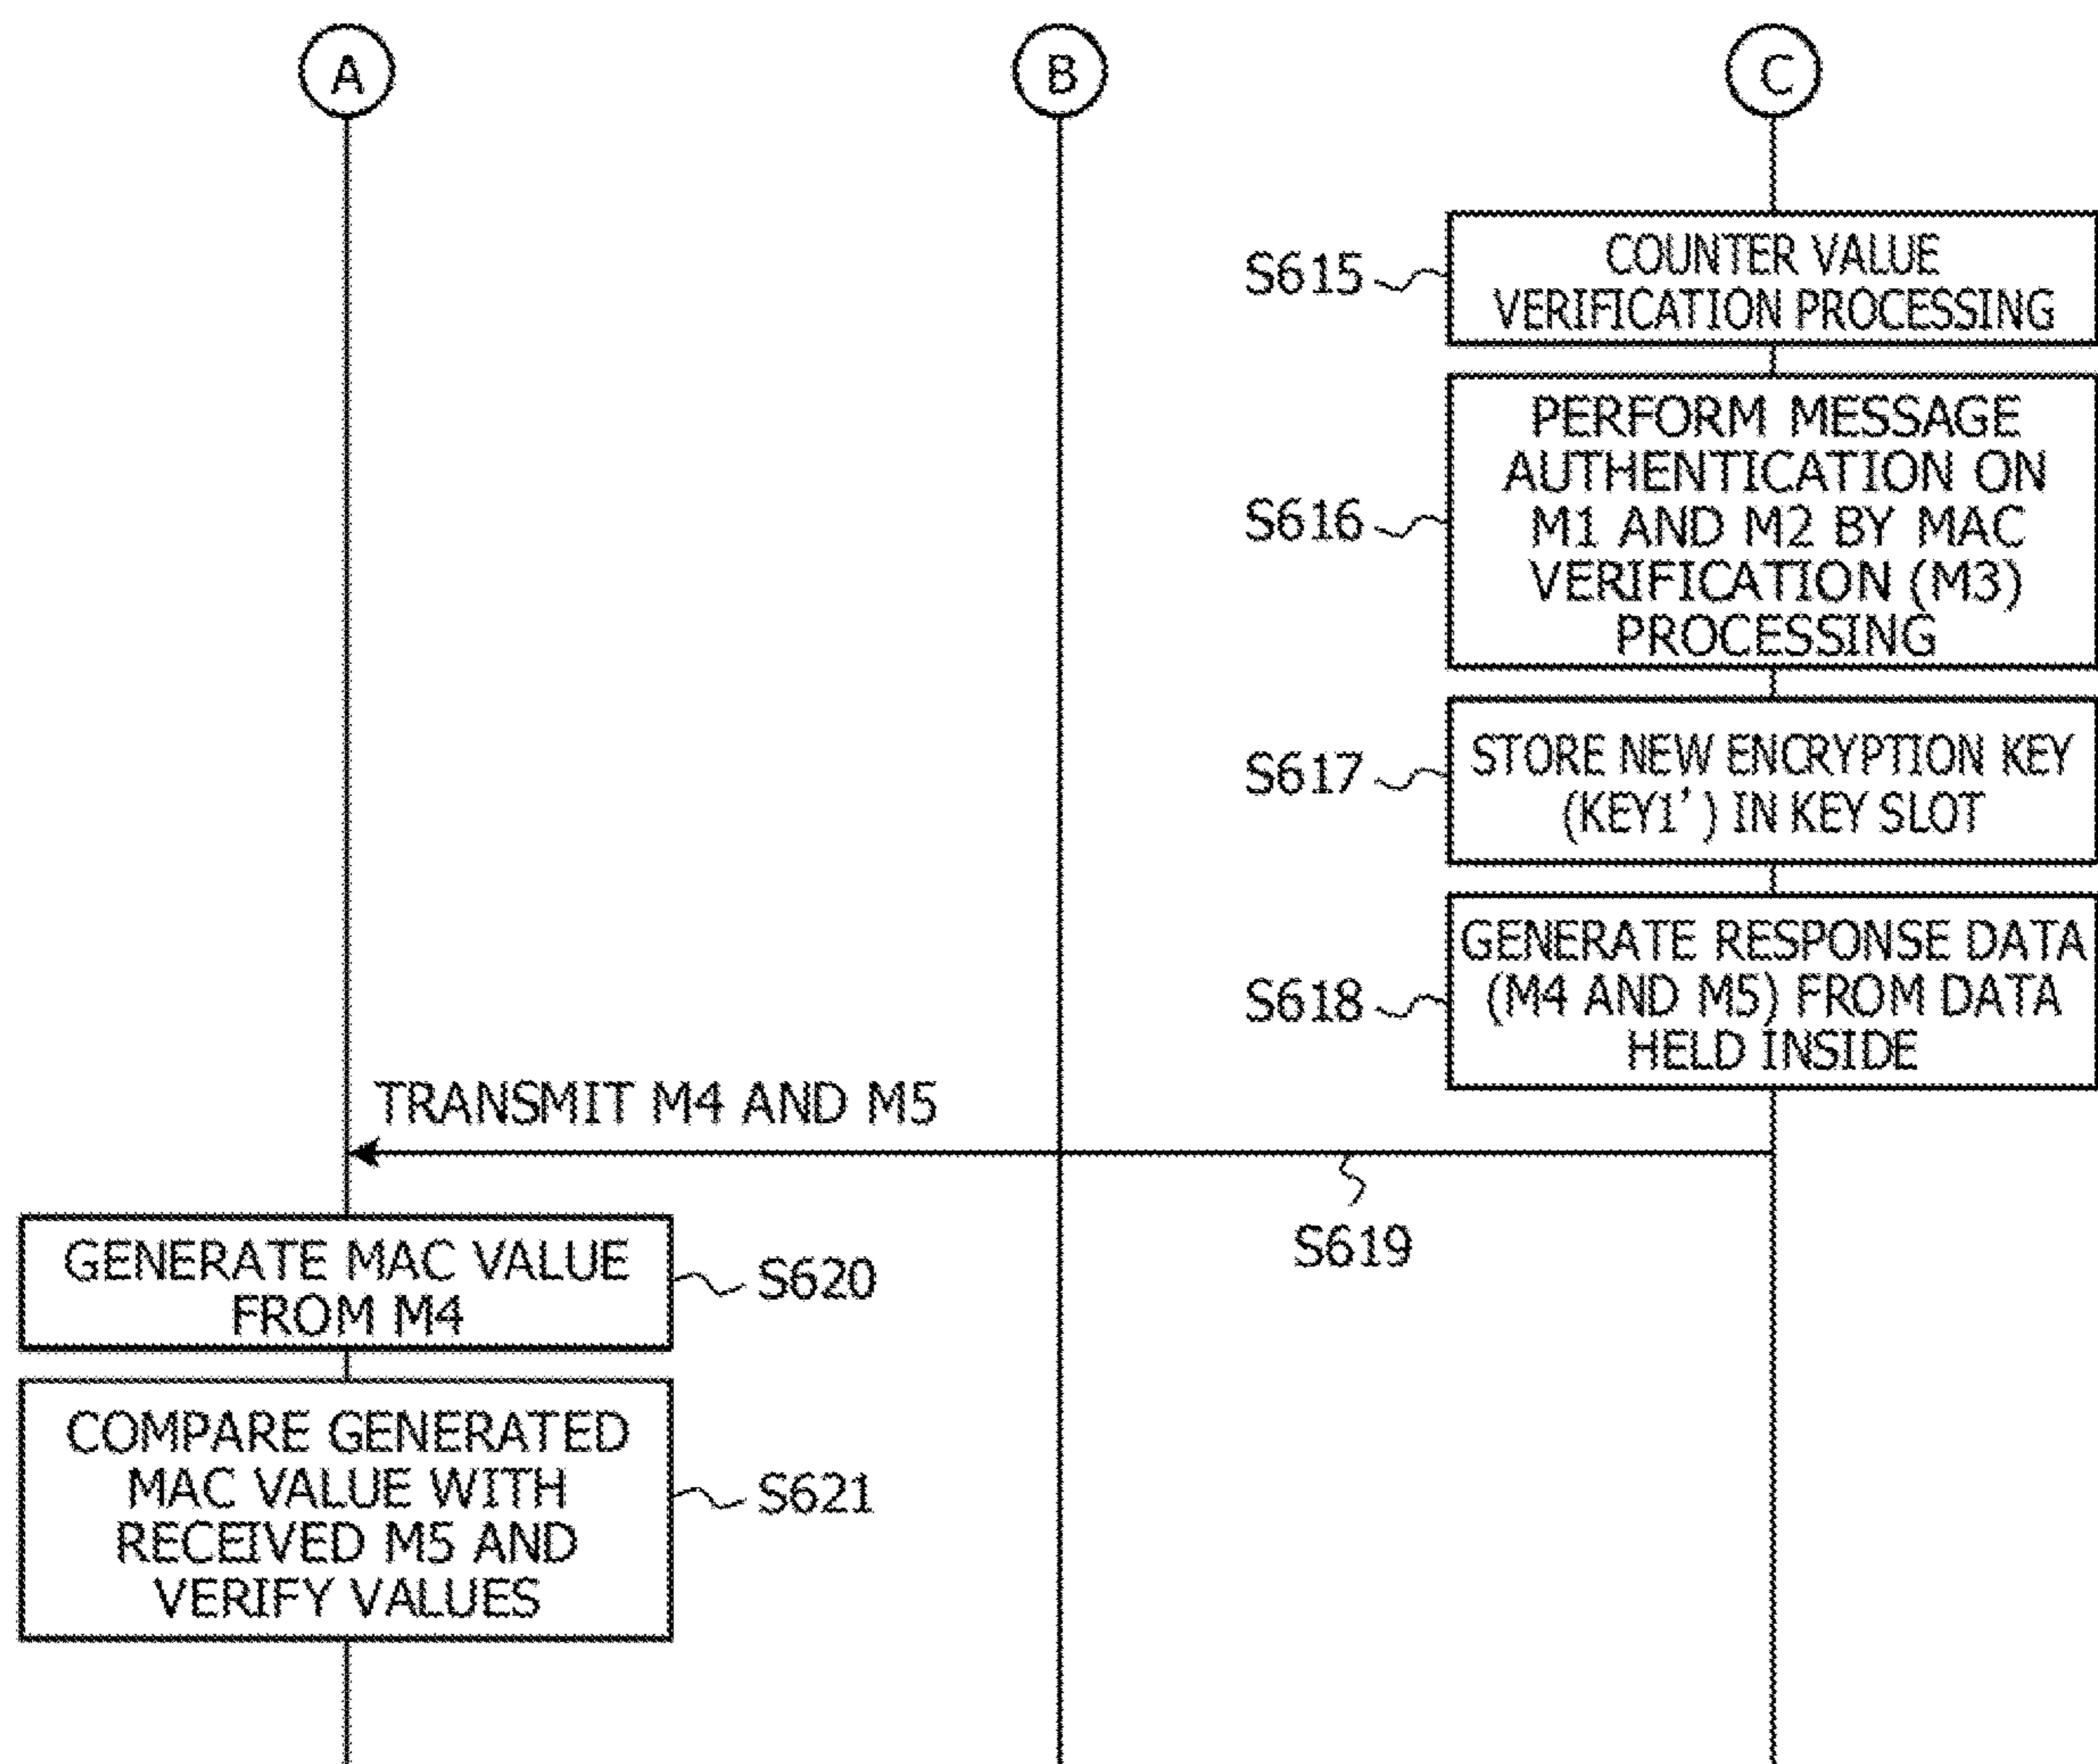 A
B
C
S615
COUNTER VALUE
VERIFICATION PROCESSING
S616
PERFORM MESSAGE
AUTHENTICATION ON
M1 AND M2 BY MAC
VERIFICATION (M3)
PROCESSING
S617
STORE NEW ENCRYPTION KEY
(KEY1') IN KEY SLOT
S618
GENERATE RESPONSE DATA
(M4 AND M5) FROM DATA
HELD INSIDE
TRANSMIT M4 AND M5
S619
GENERATE MAC VALUE
FROM M4
S620
COMPARE GENERATED
MAC VALUE WITH
RECEIVED M5 AND
VERIFY VALUES
S621